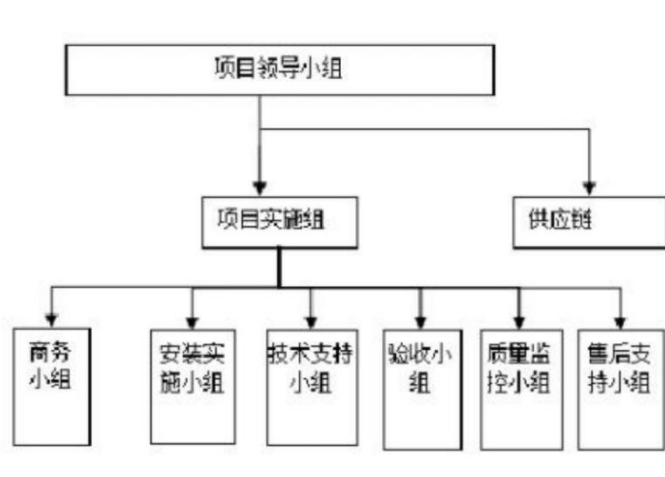 项目领导小组
项目实施组
供应链
商务
小组
安装实
施小组
技术支持
小组
验收小
组
质量监
控小组
售后支
持小组